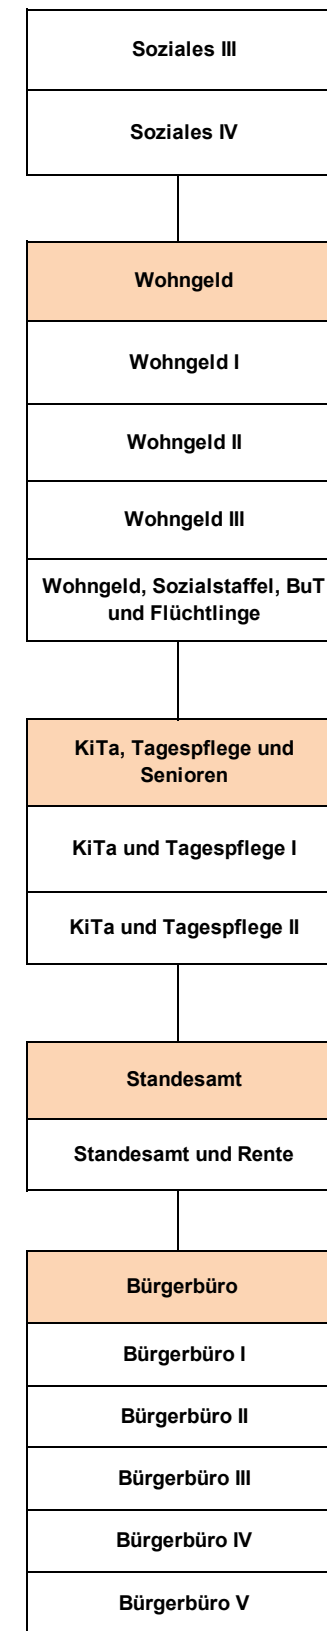 Soziales III
Soziales IV
Wohngeld
Wohngeld I
Wohngeld II
Wohngeld III
Wohngeld, Sozialstaffel, BuT
und Flüchtlinge
KiTa, Tagespflege und
Senioren
KiTa und Tagespflege I
KiTa und Tagespflege II
Standesamt
Standesamt und Rente
Bürgerbüro
Bürgerbüro I
Bürgerbüro II
Bürgerbüro III
Bürgerbüro IV
Bürgerbüro V